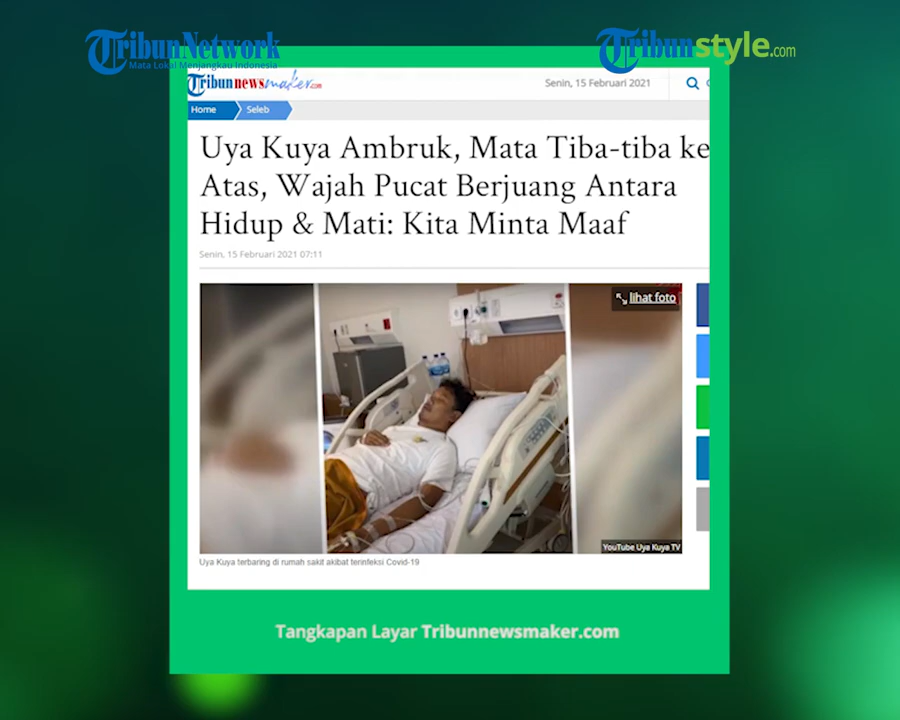 TribunNetwork
Mata Lokal Menjangkau Indonesia
Tribunstyle.com
Tribunnewsmaker.com
Senin, 15 Februari 2021
Home
Seleb
Uya Kuya Ambruk, Mata Tiba-tiba ke
Atas, Wajah Pucat Berjuang Antara
Hidup & Mati: Kita Minta Maaf
Senin, 15 Februari 2021 07:11
lihat foto
YouTube Uya Kuya TV
Uya Kuya terbaring di rumah sakit akibat terinfeksi Covid-19
Tangkapan Layar Tribunnewsmaker.com